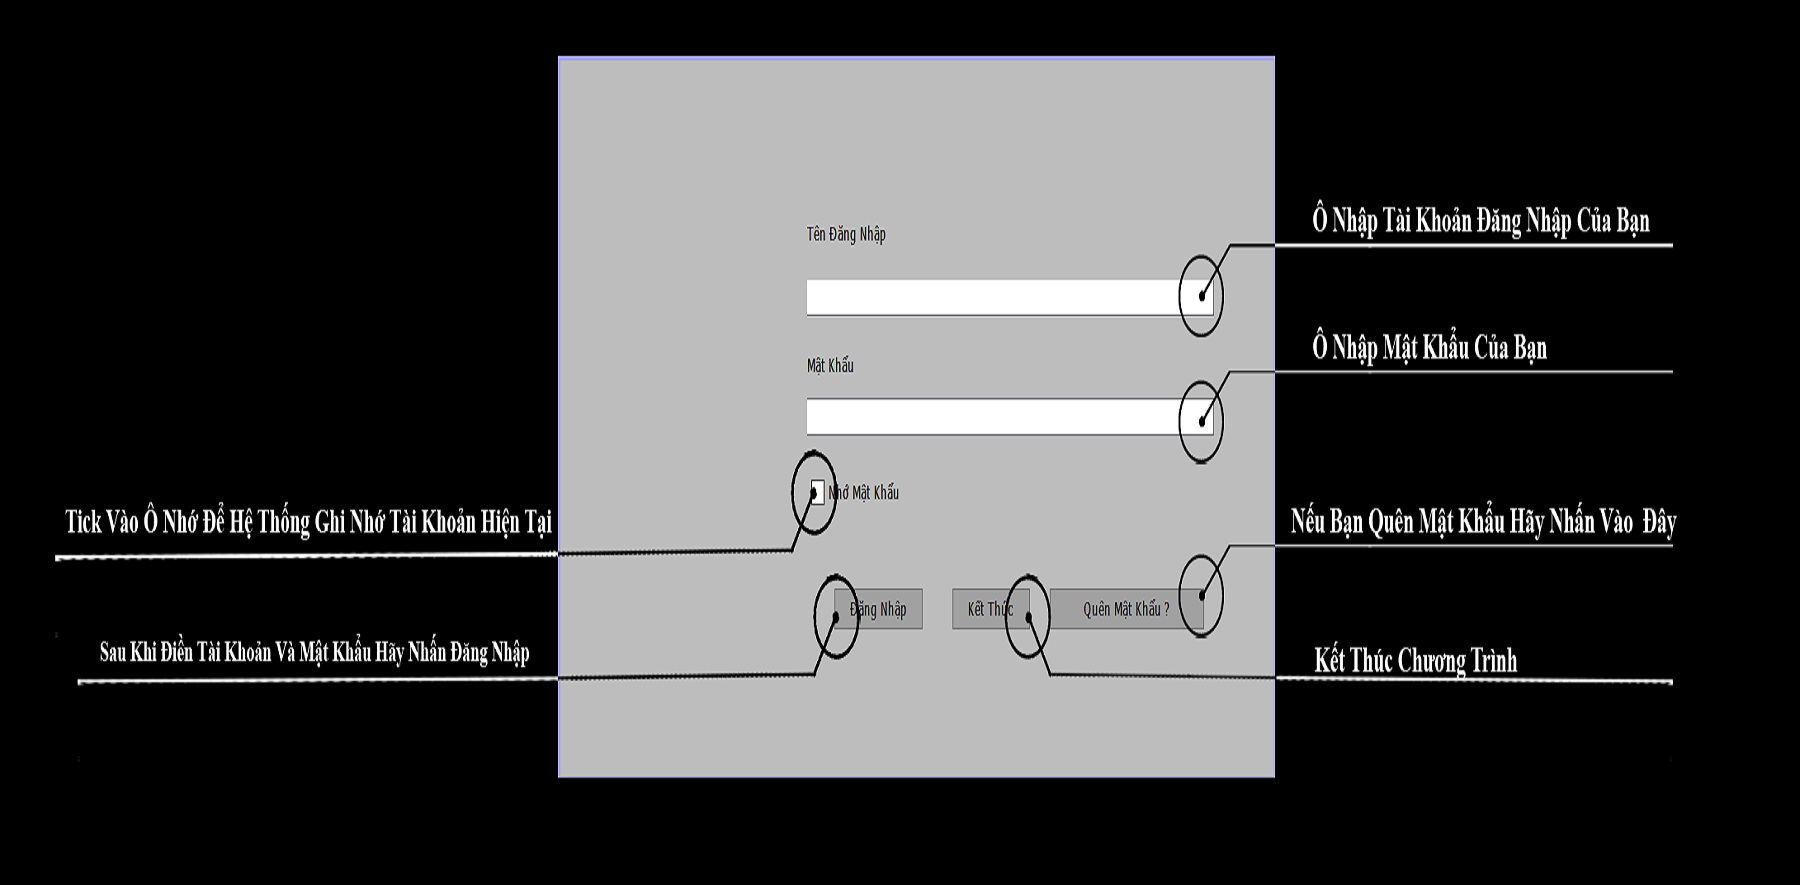 Ô Nhập Tài Khoản Đăng Nhập Của Bạn
Tên Đăng Nhập
Ô Nhập Mật Khẩu Của Bạn
Mật Khẩu
Nhớ Mật Khẩu
Tick Vào Ô Nhớ Để Hệ Thống Ghi Nhớ Tài Khoản Hiện Tại
Nếu Bạn Quên Mật Khẩu Hãy Nhấn Vào Đây
Đăng Nhập
Kết Thúc
Quên Mật Khẩu ?
Sau Khi Điền Tài Khoản Và Mật Khẩu Hãy Nhấn Đăng Nhập
Kết Thúc Chương Trình